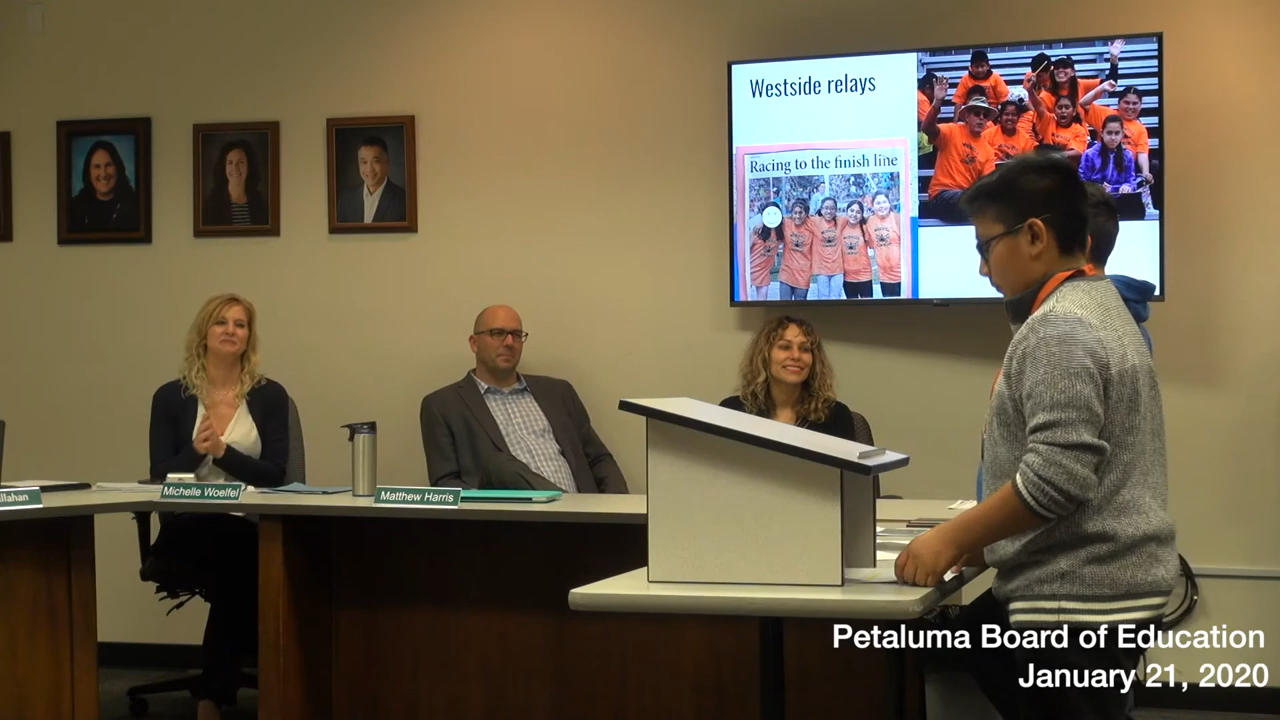 Westside relays
Racing to the finish line
llahan
Michelle Woelfel
Matthew Harris
Petaluma Board of Education
January 21, 2020